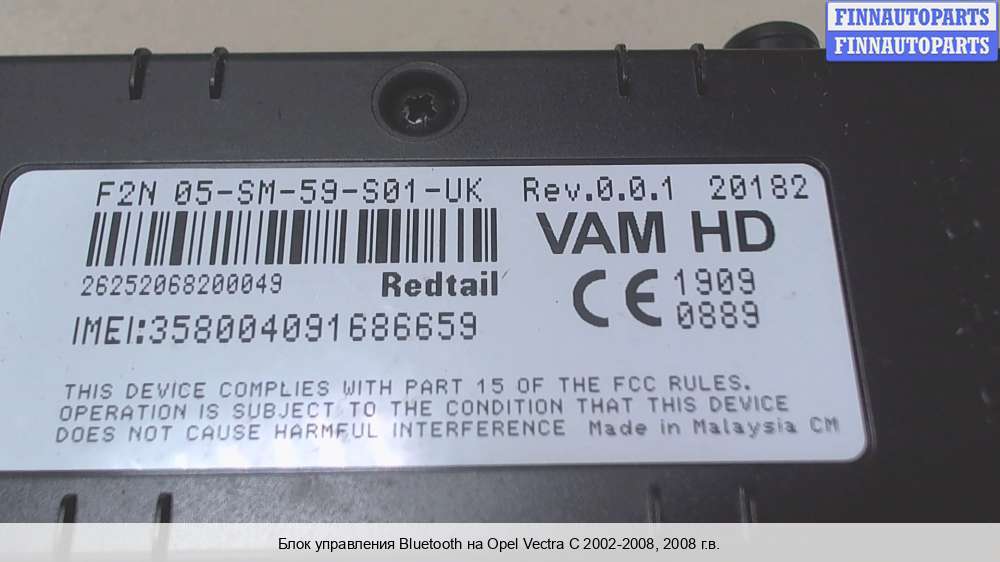 FINNAUTOPARTS
FINNAUTOPARTS
F2N 05-SM-59-S01-UK Rev.0.0.1 20182
VAM HD
26252068200049 Redtail
CE 1909
0889
IMEI:358004091686659
THIS DEVICE COMPLIES WITH PART 15 OF THE FCC RULES.
OPERATION IS SUBJECT TO THE CONDITION THAT THIS DEVICE
DOES NOT CAUSE HARMFUL INTERFERENCE Made in Malaysia CM
Блок управления Bluetooth на Opel Vectra C 2002-2008, 2008 г.в.